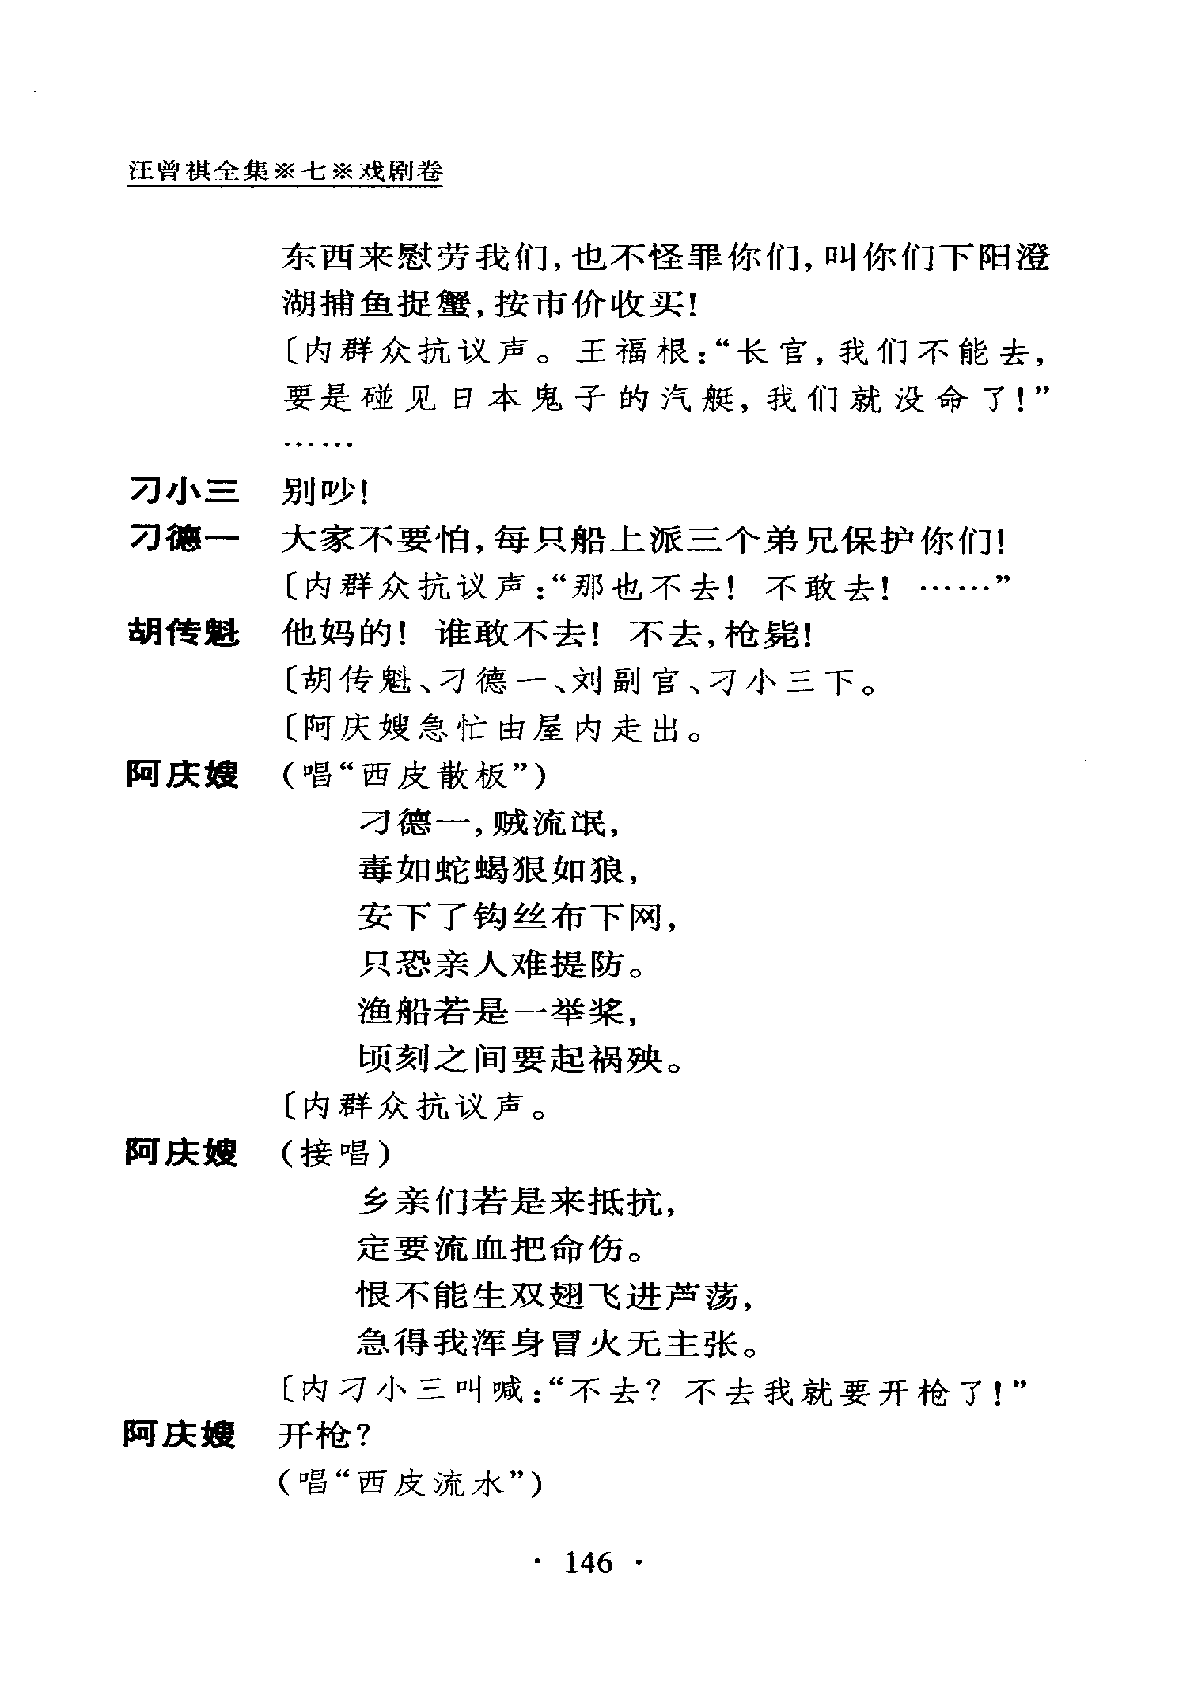 汪曾祺全集※七※戏剧卷
东西来慰劳我们,也不怪罪你们,叫你们下阳澄
湖捕鱼捉蟹,按市价收买!
〔内群众抗议声。王福根:“长官,我们不能去,
要是碰见日本鬼子的汽艇,我们就没命了!”
……
刁小三 别吵!
刁德一 大家不要怕,每只船上派三个弟兄保护你们!
〔内群众抗议声:“那也不去! 不敢去! ……”
胡传魁 他妈的! 谁敢不去! 不去,枪毙!
〔胡传魁、刁德一、刘副官、刁小三下。
〔阿庆嫂急忙由屋内走出。
阿庆嫂 (唱“西皮散板”)
刁德一,贼流氓,
毒如蛇蝎狠如狼,
安下了钩丝布下网,
只恐亲人难提防。
渔船若是一举桨,
顷刻之间要起祸殃。
〔内群众抗议声。
阿庆嫂 (接唱)
乡亲们若是来抵抗,
定要流血把命伤。
恨不能生双翅飞进芦荡,
急得我浑身冒火无主张。
〔内刁小三叫喊:“不去? 不去我就要开枪了!”
阿庆嫂 开枪?
(唱“西皮流水”)
· 146 ·